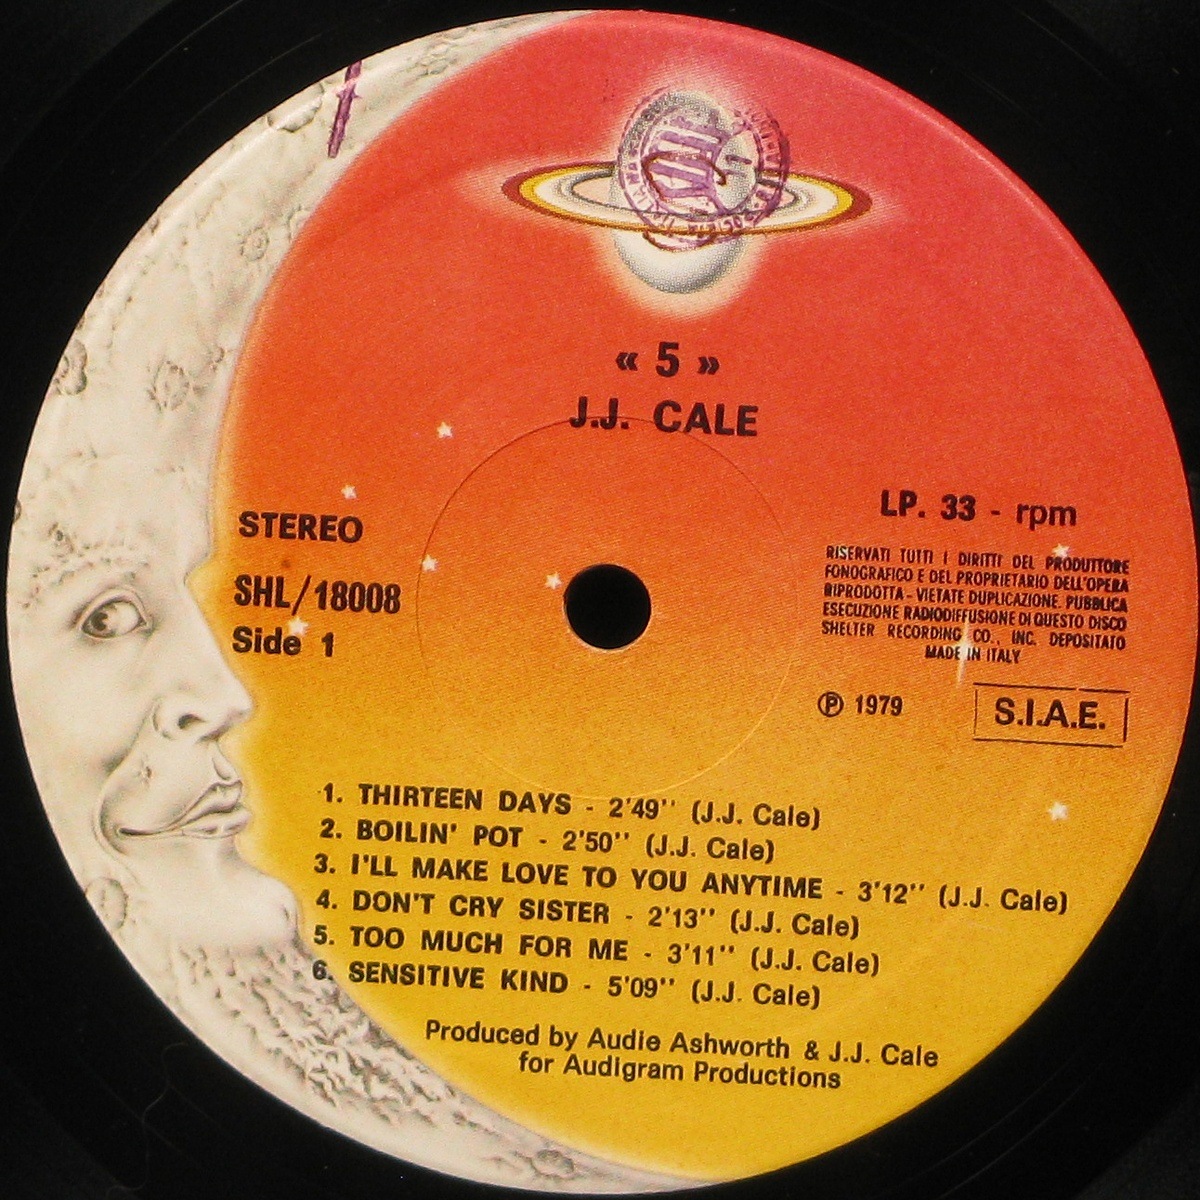 « 5 »
J.J. CALE
STEREO
SHL/18008
Side 1
LP. 33 - rpm
RISERVATI TUTTI I DIRITTI DEL PRODUTTORE
FONOGRAFICO E DEL PROPRIETARIO DELL'OPERA
RIPRODOTTA - VIETATE DUPLICAZIONE. PUBBLICA
ESECUZIONE RADIODIFFUSIONE DI QUESTO DISCO
SHELTER RECORDING CO., INC. DEPOSITATO
MADE IN ITALY
℗ 1979
S.I.A.E.
1. THIRTEEN DAYS - 2'49'' (J.J. Cale)
2. BOILIN' POT - 2'50'' (J.J. Cale)
3. I'LL MAKE LOVE TO YOU ANYTIME - 3'12'' (J.J. Cale)
4. DON'T CRY SISTER - 2'13'' (J.J. Cale)
5. TOO MUCH FOR ME - 3'11'' (J.J. Cale)
6. SENSITIVE KIND - 5'09'' (J.J. Cale)
Produced by Audie Ashworth & J.J. Cale
for Audigram Productions